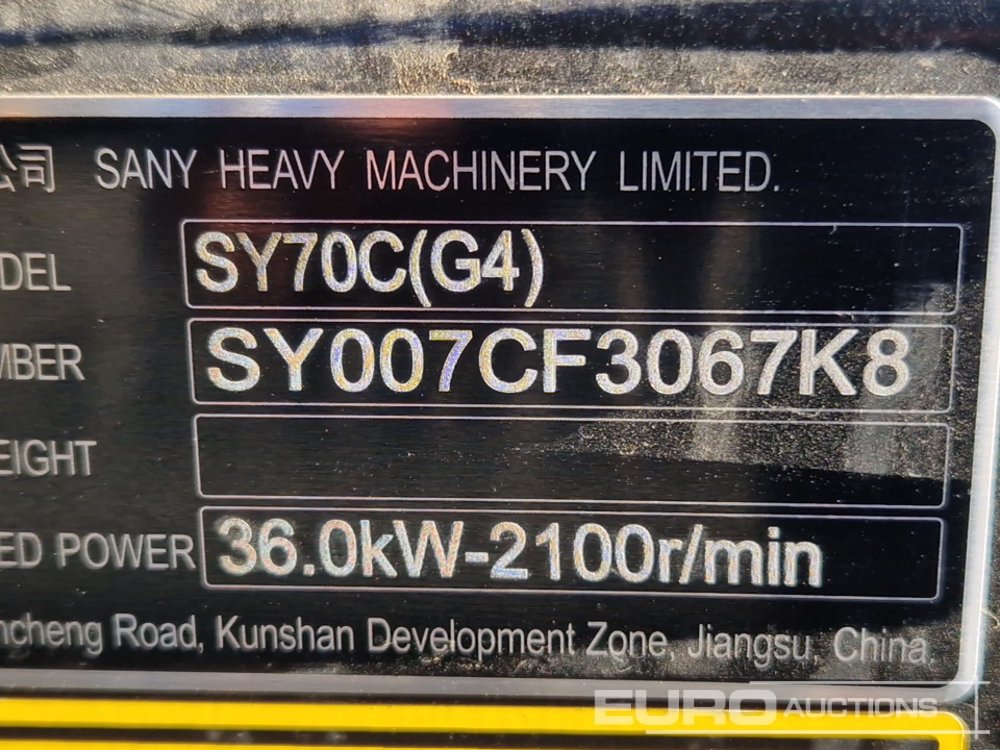 公司 SANY HEAVY MACHINERY LIMITED.
DEL SY70C(G4)
MBER SY007CF3067K8
EIGHT
ED POWER 36.0kW-2100r/min
ncheng Road, Kunshan Development Zone, Jiangsu, China.
EURO AUCTIONS